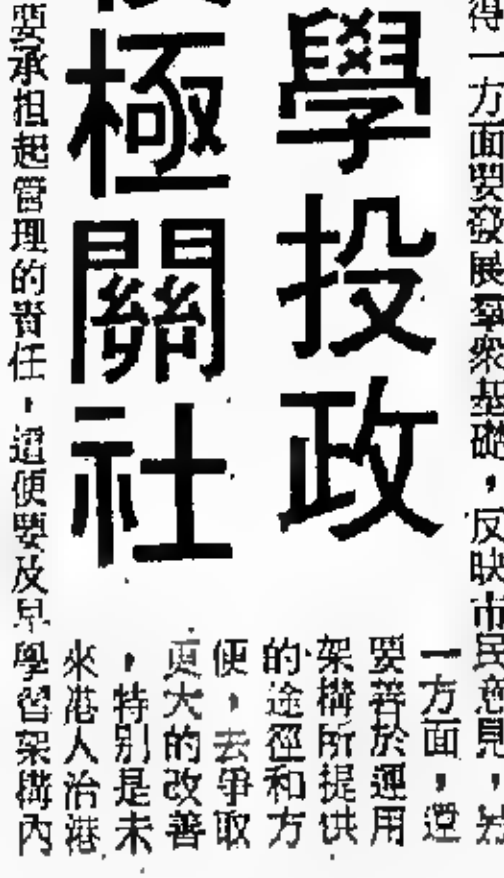 得一方面要發展羣衆基礎，反映市民意見，另
一方面，還
要善於運用
架構所提供
的途徑和方
便，去爭取
更大的改善
，特別是未
來港人治港
要承担起管理的責任，這便要及早學習架構內
學投政
極關社